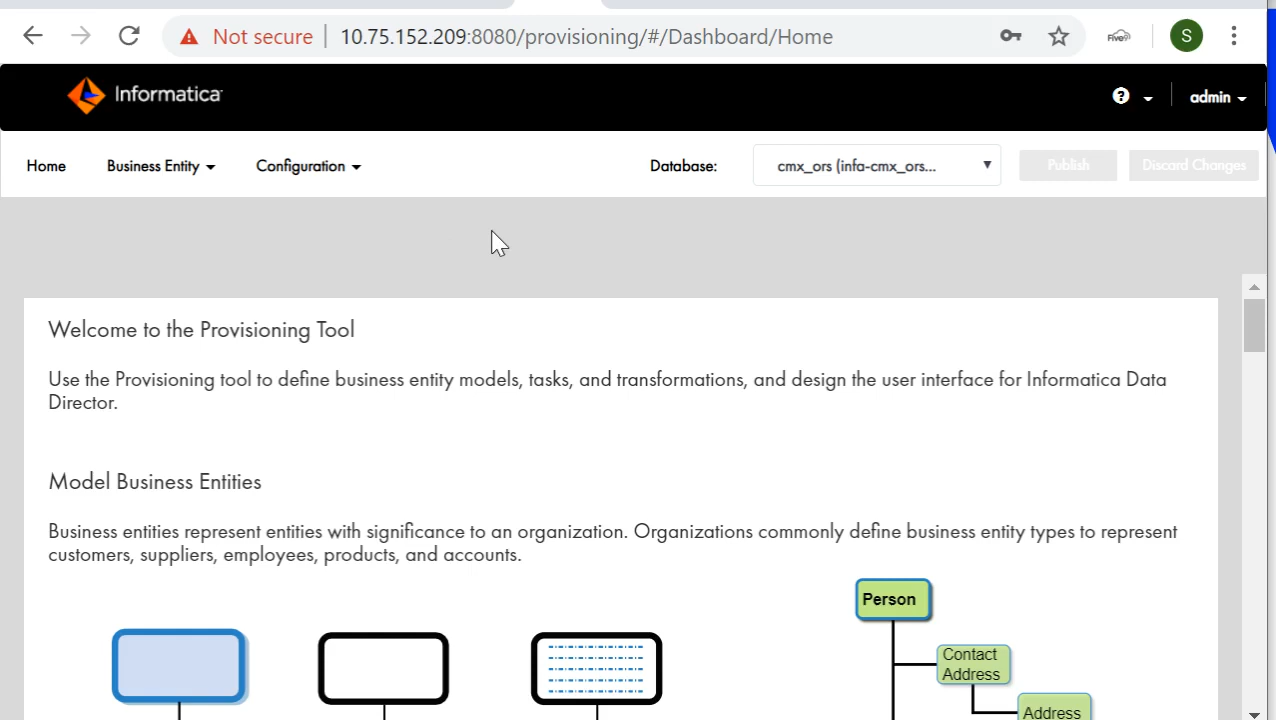 Not secure 10.75.152.209:8080/provisioning/#/Dashboard/Home Five9 S
Informatica ? admin
Home Business Entity Configuration Database: cmx_ors (infa-cmx_ors... Publish Discard Changes
Welcome to the Provisioning Tool
Use the Provisioning tool to define business entity models, tasks, and transformations, and design the user interface for Informatica Data
Director.
Model Business Entities
Business entities represent entities with significance to an organization. Organizations commonly define business entity types to represent
customers, suppliers, employees, products, and accounts.
Person
Contact
Address
Address